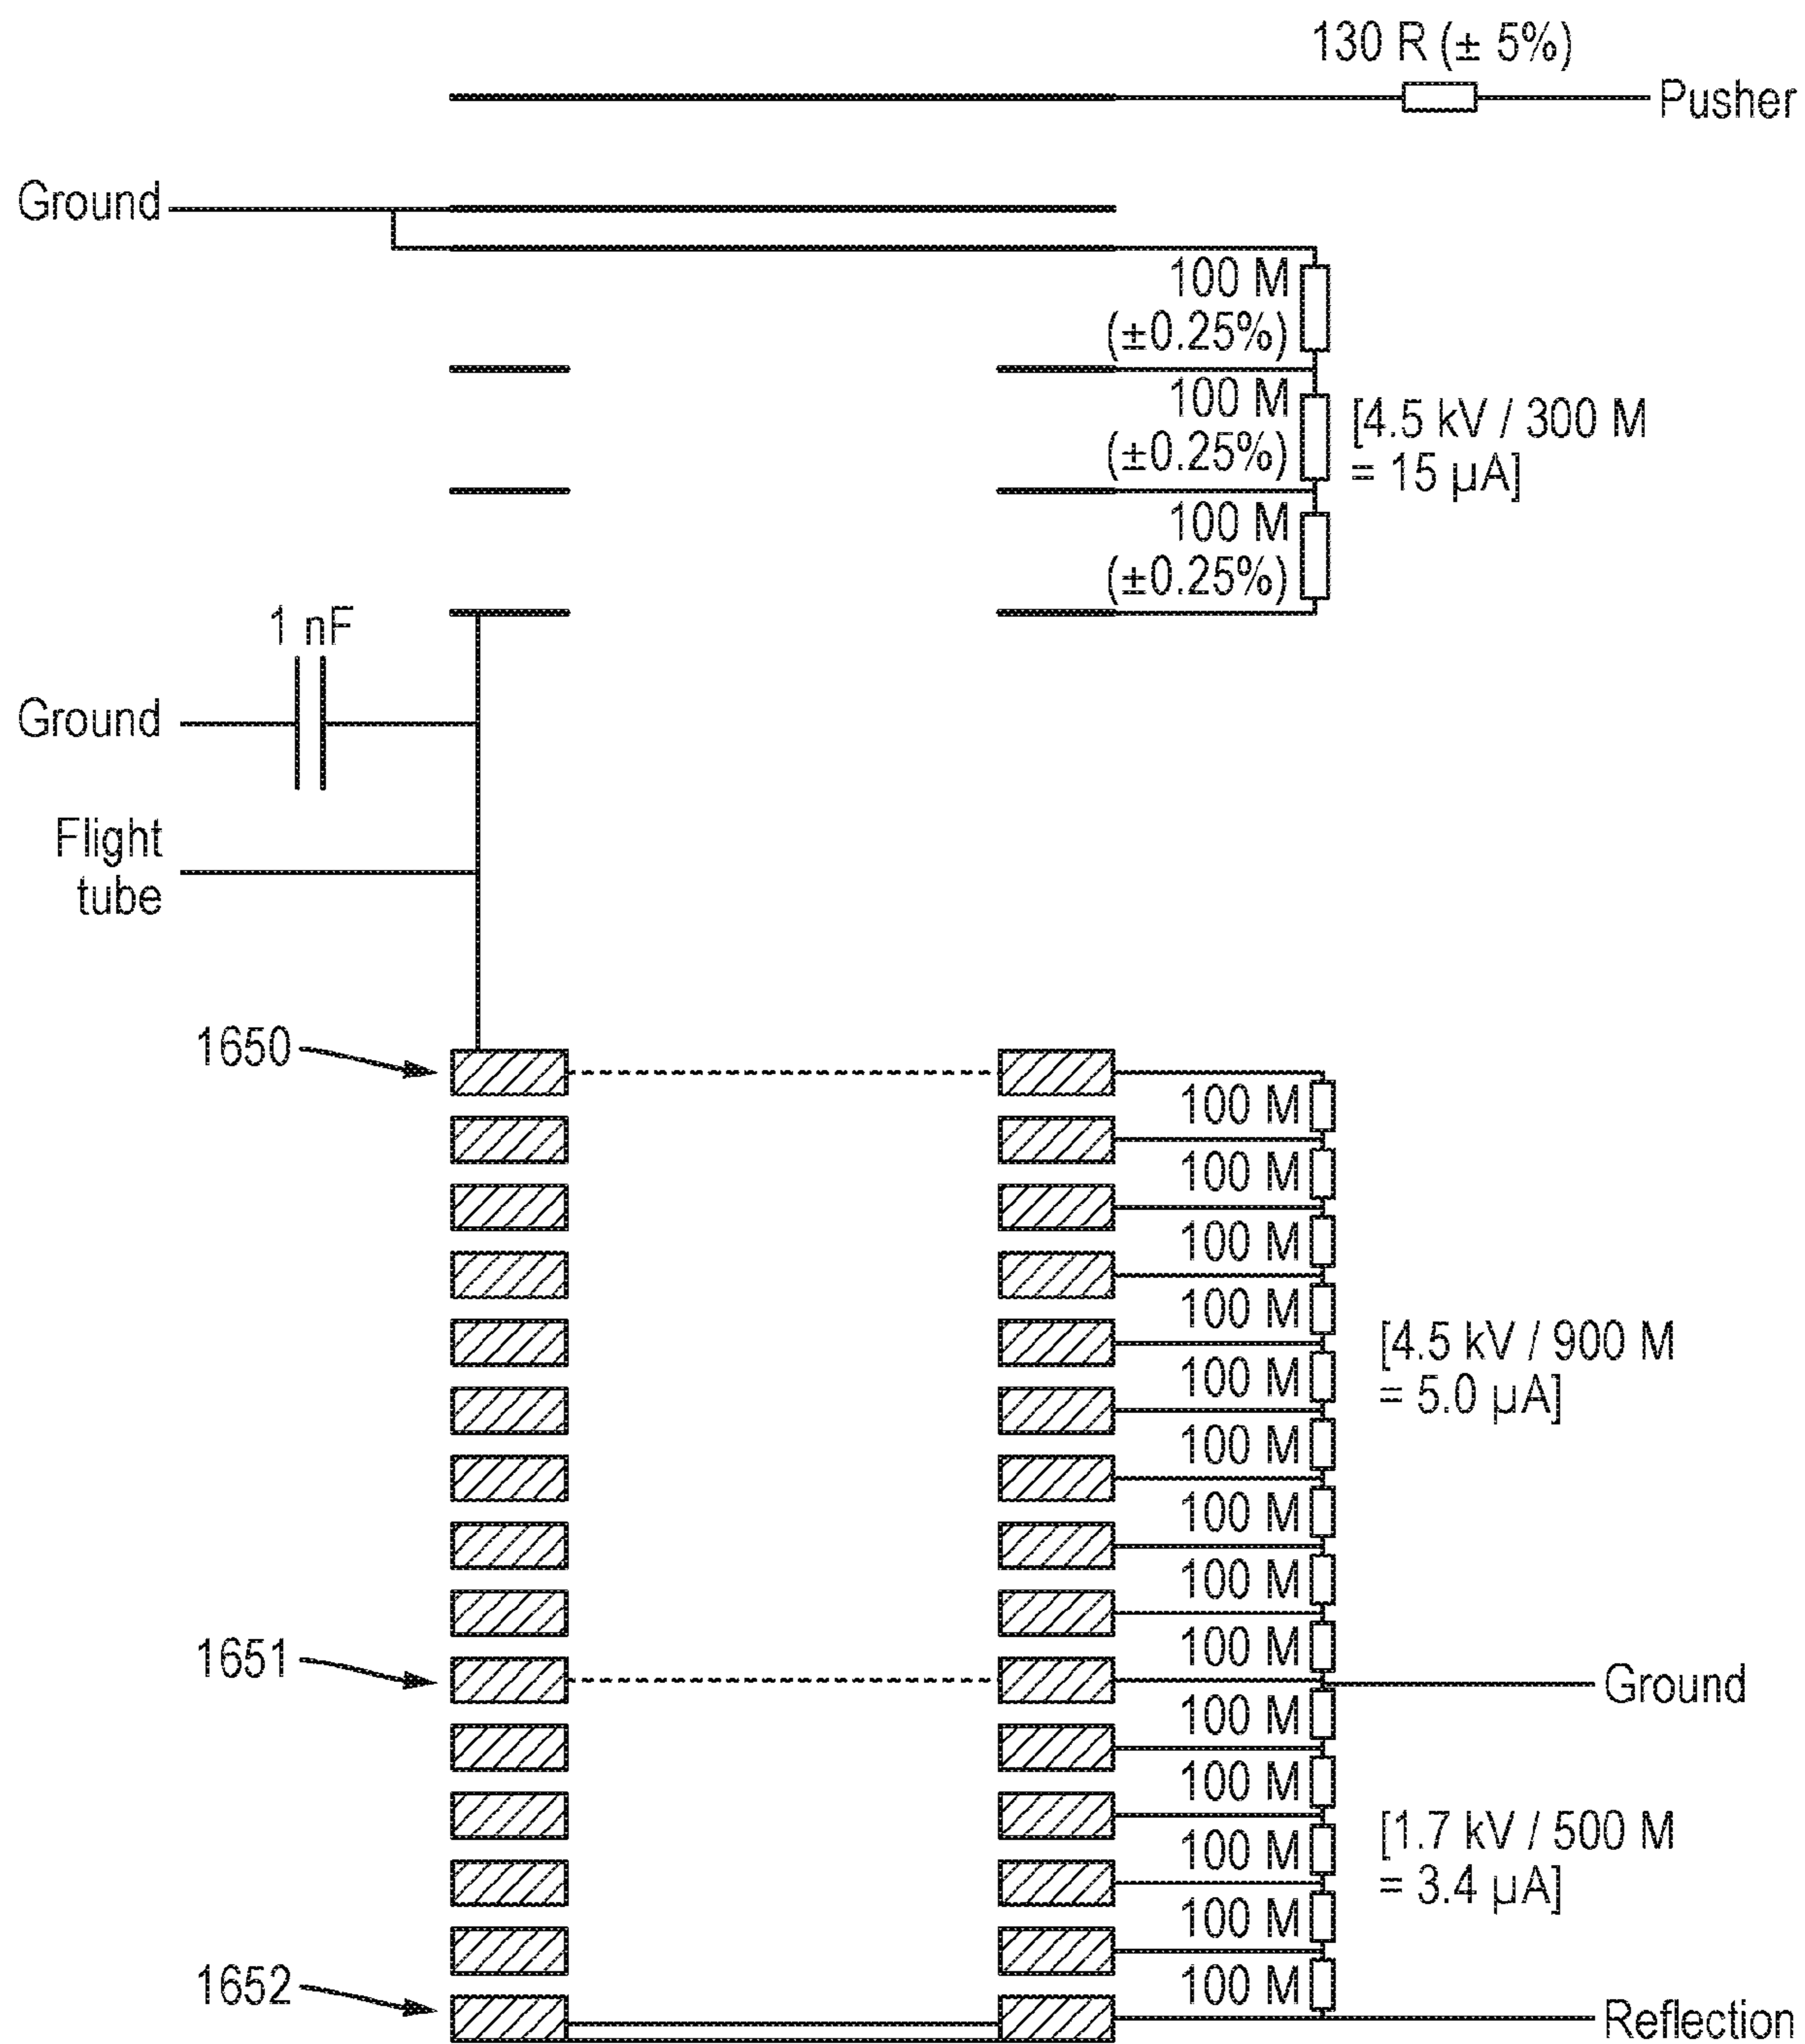 130 R (± 5%)
Pusher
Ground
100 M
(±0.25%)
100 M
(±0.25%)
[4.5 kV / 300 M
= 15 µA]
100 M
(±0.25%)
1 nF
Ground
Flight
tube
1650
100 M
100 M
100 M
100 M
[4.5 kV / 900 M
= 5.0 µA]
100 M
100 M
100 M
100 M
1651
100 M
Ground
100 M
100 M
[1.7 kV / 500 M
= 3.4 µA]
100 M
100 M
1652
100 M
Reflection